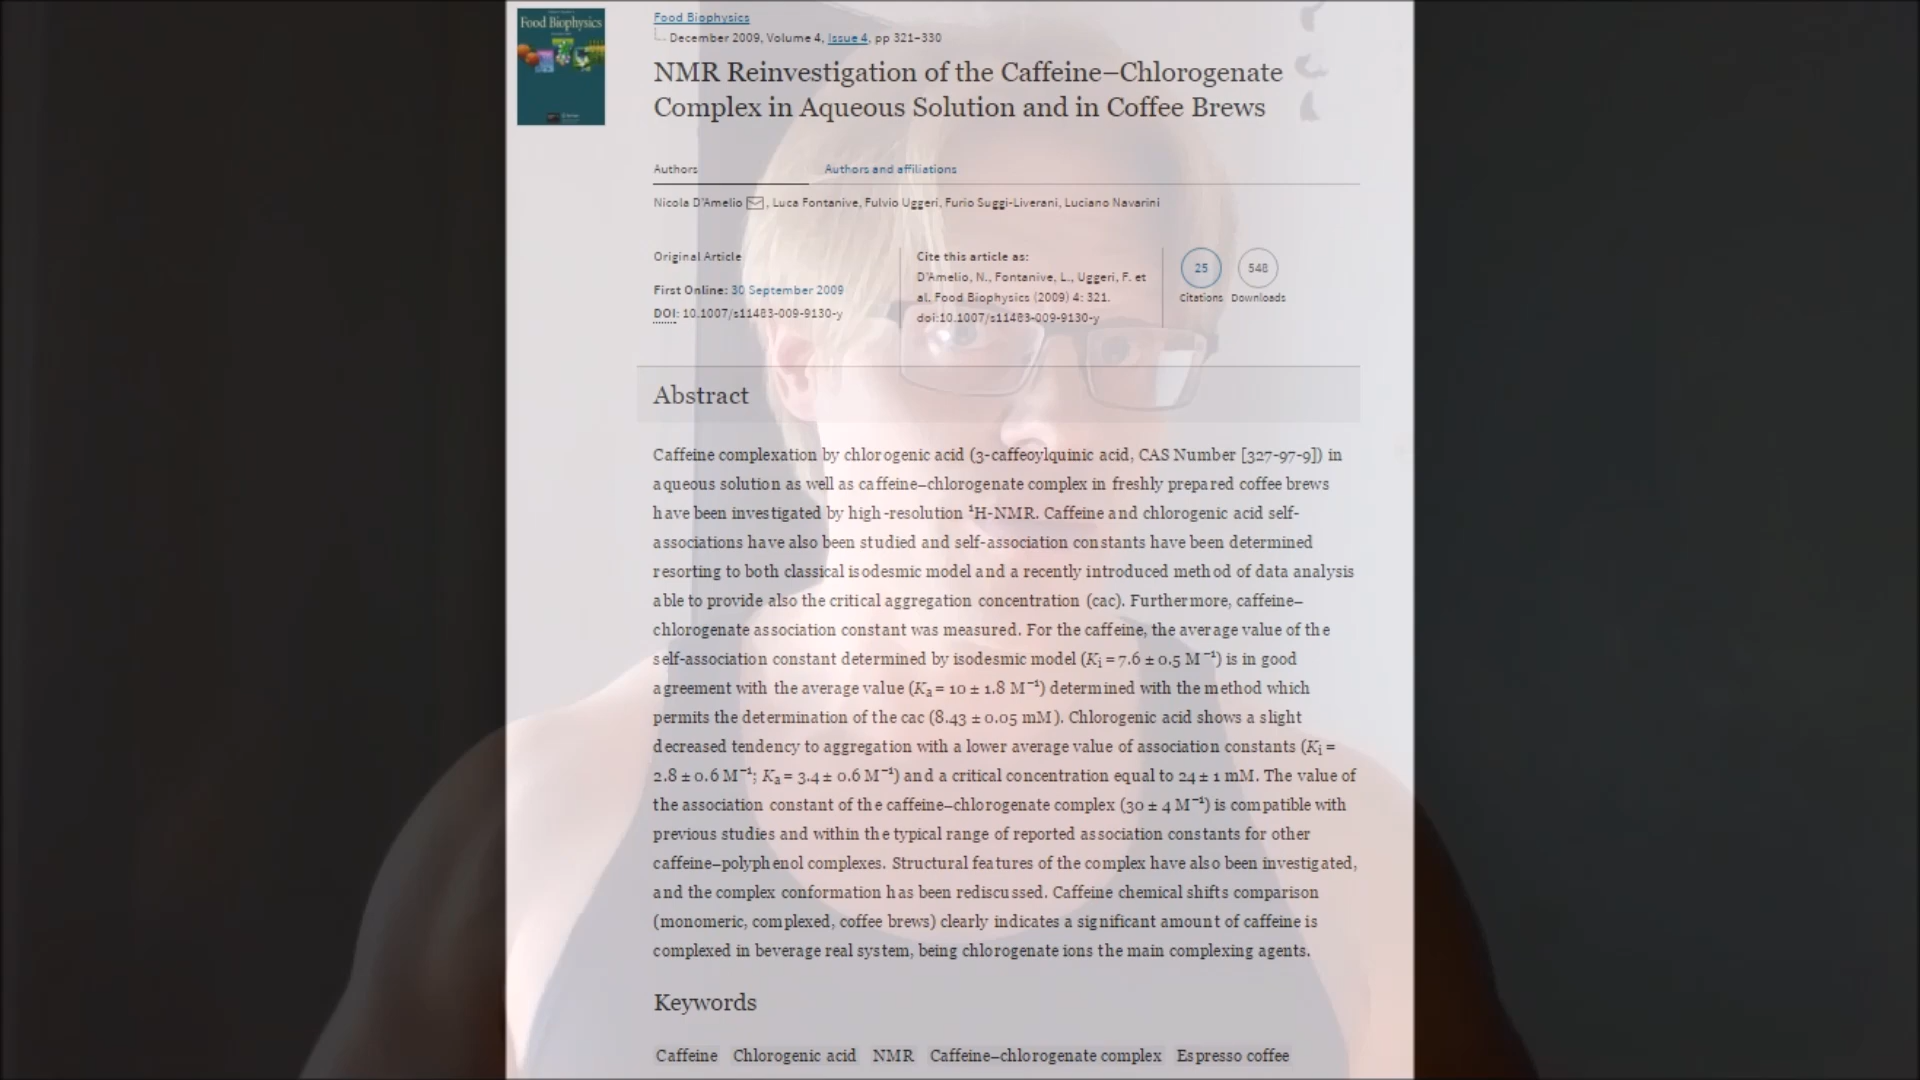 Food Biophysics
Food Biophysics
December 2009, Volume 4, Issue 4, pp 321–330
NMR Reinvestigation of the Caffeine–Chlorogenate
Complex in Aqueous Solution and in Coffee Brews
Authors
Authors and affiliations
Nicola D'Amelio , Luca Fontanive, Fulvio Uggeri, Furio Suggi-Liverani, Luciano Navarini
Original Article
First Online: 30 September 2009
DOI: 10.1007/s11483-009-9130-y
Cite this article as:
D'Amelio, N., Fontanive, L., Uggeri, F. et
al. Food Biophysics (2009) 4: 321.
doi:10.1007/s11483-009-9130-y
25
Citations
548
Downloads
Abstract
Caffeine complexation by chlorogenic acid (3-caffeoylquinic acid, CAS Number [327-97-9]) in
aqueous solution as well as caffeine–chlorogenate complex in freshly prepared coffee brews
have been investigated by high-resolution ¹H-NMR. Caffeine and chlorogenic acid self-
associations have also been studied and self-association constants have been determined
resorting to both classical isodesmic model and a recently introduced method of data analysis
able to provide also the critical aggregation concentration (cac). Furthermore, caffeine–
chlorogenate association constant was measured. For the caffeine, the average value of the
self-association constant determined by isodesmic model (Ki = 7.6 ± 0.5 M⁻¹) is in good
agreement with the average value (Ka = 10 ± 1.8 M⁻¹) determined with the method which
permits the determination of the cac (8.43 ± 0.05 mM). Chlorogenic acid shows a slight
decreased tendency to aggregation with a lower average value of association constants (Ki =
2.8 ± 0.6 M⁻¹; Ka = 3.4 ± 0.6 M⁻¹) and a critical concentration equal to 24 ± 1 mM. The value of
the association constant of the caffeine–chlorogenate complex (30 ± 4 M⁻¹) is compatible with
previous studies and within the typical range of reported association constants for other
caffeine–polyphenol complexes. Structural features of the complex have also been investigated,
and the complex conformation has been rediscussed. Caffeine chemical shifts comparison
(monomeric, complexed, coffee brews) clearly indicates a significant amount of caffeine is
complexed in beverage real system, being chlorogenate ions the main complexing agents.
Keywords
Caffeine Chlorogenic acid NMR Caffeine–chlorogenate complex Espresso coffee